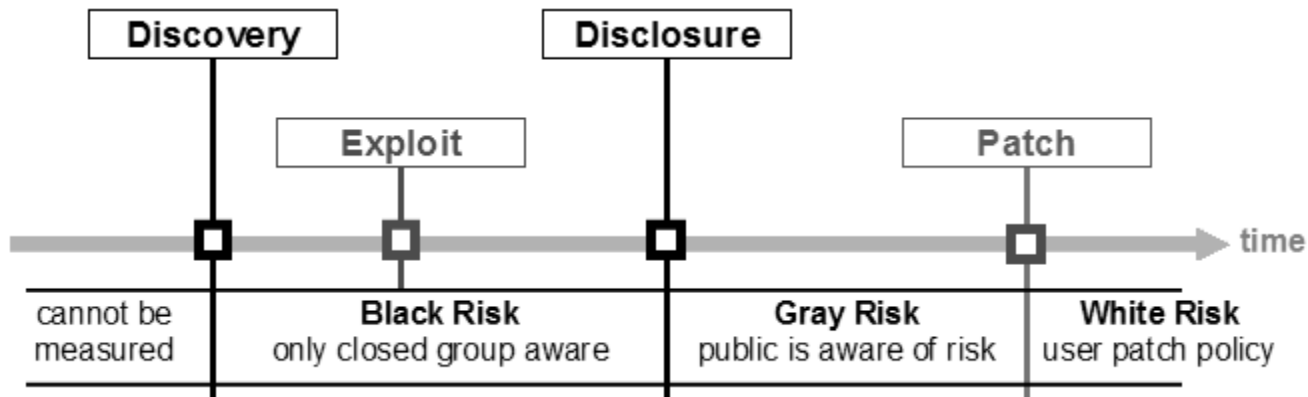 Discovery
Disclosure
Exploit
Patch
time
cannot be
measured
Black Risk
only closed group aware
Gray Risk
public is aware of risk
White Risk
user patch policy